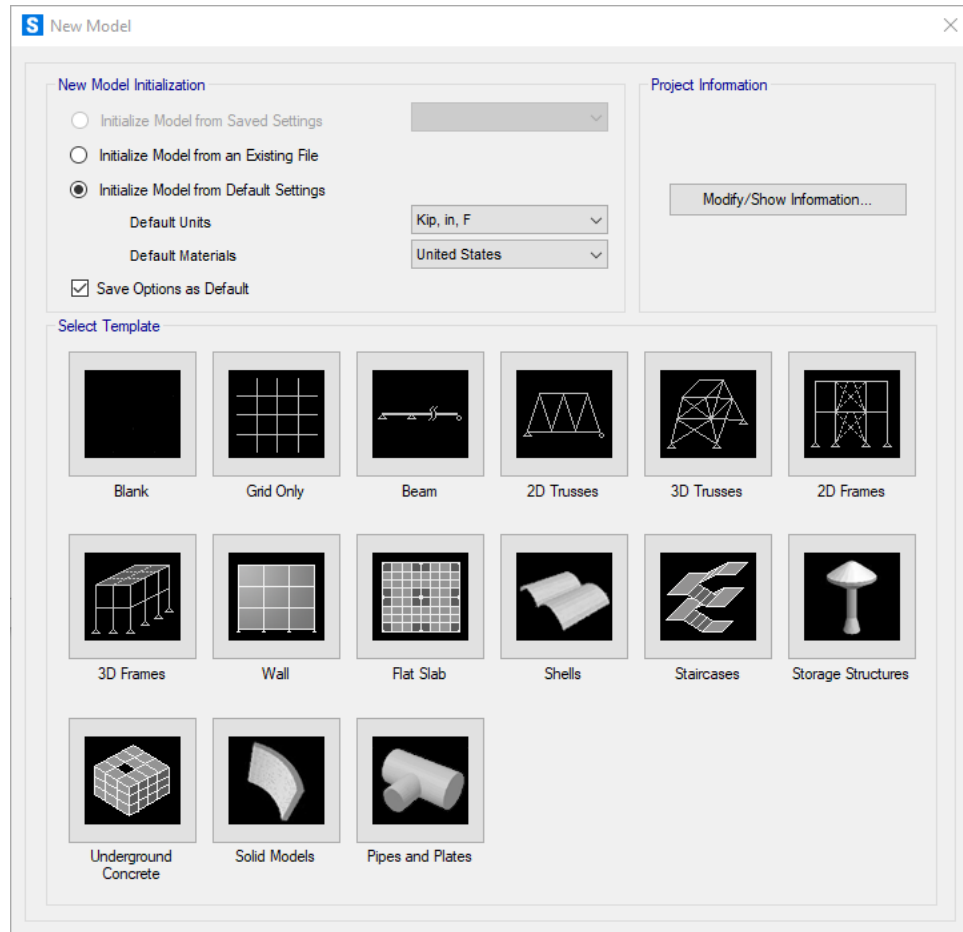 S New Model
New Model Initialization
Project Information
Initialize Model from Saved Settings
Initialize Model from an Existing File
Initialize Model from Default Settings
Modify/Show Information...
Default Units
Kip, in, F
Default Materials
United States
Save Options as Default
Select Template
Blank
Grid Only
Beam
2D Trusses
3D Trusses
2D Frames
3D Frames
Wall
Flat Slab
Shells
Staircases
Storage Structures
Underground
Concrete
Solid Models
Pipes and Plates